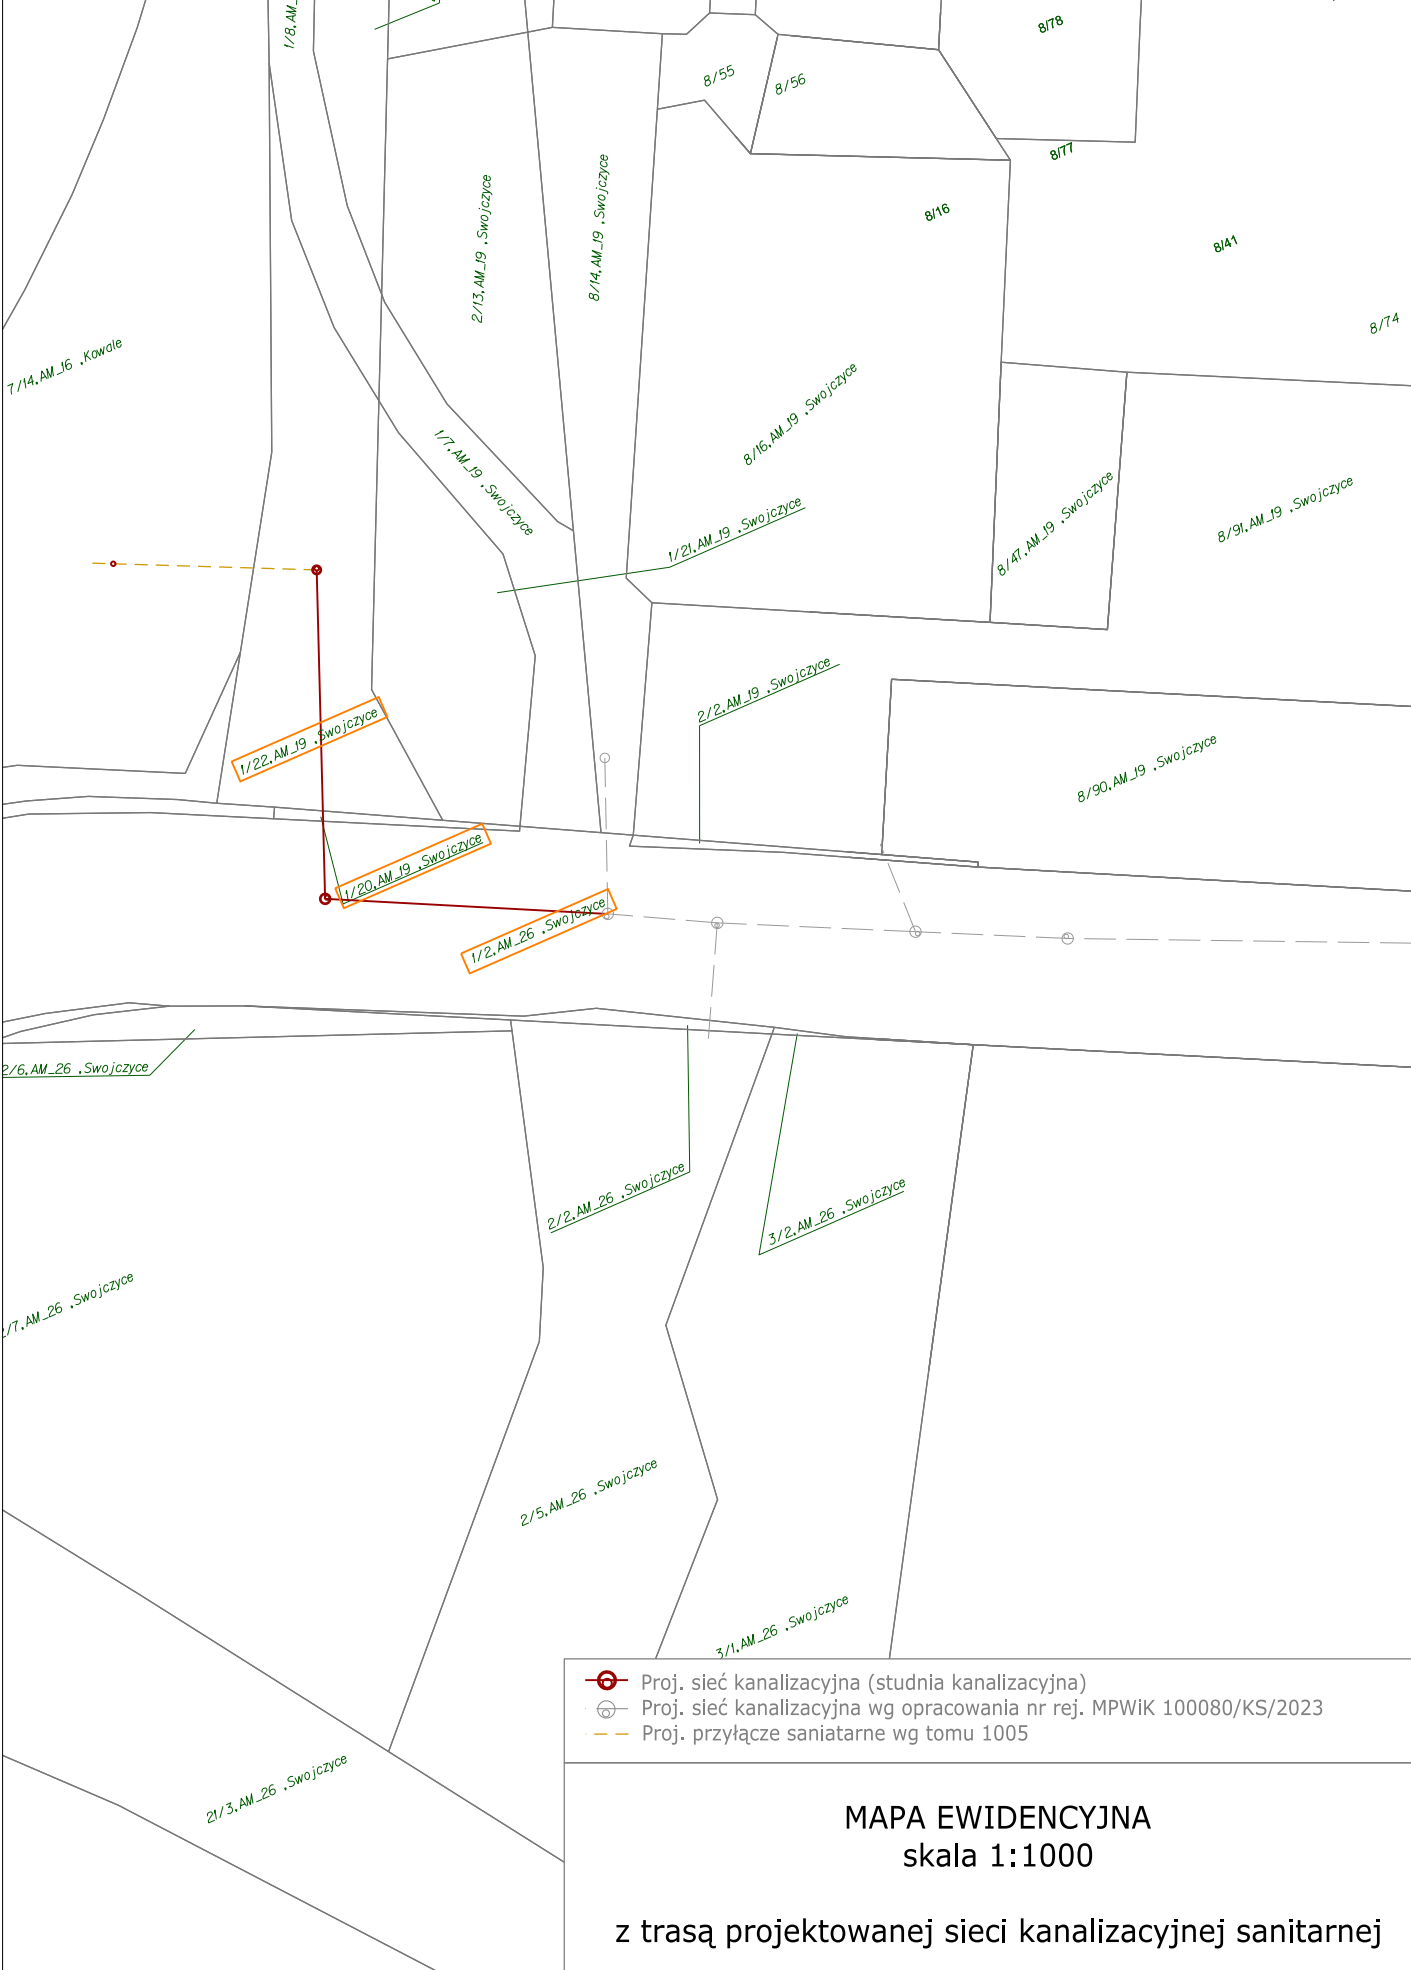 1/8.AM_
8/78
8/55
8/56
8/77
8/16
8/41
8/74
2/13.AM_19 .Swojczyce
8/14.AM_19 .Swojczyce
7/14.AM_16 .Kowale
8/16.AM_19 .Swojczyce
1/7.AM_19 .Swojczyce
8/47.AM_19 .Swojczyce
8/91.AM_19 .Swojczyce
1/21.AM_19 .Swojczyce
2/2.AM_19 .Swojczyce
1/22.AM_19 .Swojczyce
8/90.AM_19 .Swojczyce
1/20.AM_19 .Swojczyce
1/2.AM_26 .Swojczyce
2/6.AM_26 .Swojczyce
2/2.AM_26 .Swojczyce
3/2.AM_26 .Swojczyce
/7.AM_26 .Swojczyce
2/5.AM_26 .Swojczyce
3/1.AM_26 .Swojczyce
21/3.AM_26 .Swojczyce
Proj. sieć kanalizacyjna (studnia kanalizacyjna)
Proj. sieć kanalizacyjna wg opracowania nr rej. MPWiK 100080/KS/2023
Proj. przyłącze saniatarne wg tomu 1005
MAPA EWIDENCYJNA
skala 1:1000
z trasą projektowanej sieci kanalizacyjnej sanitarnej